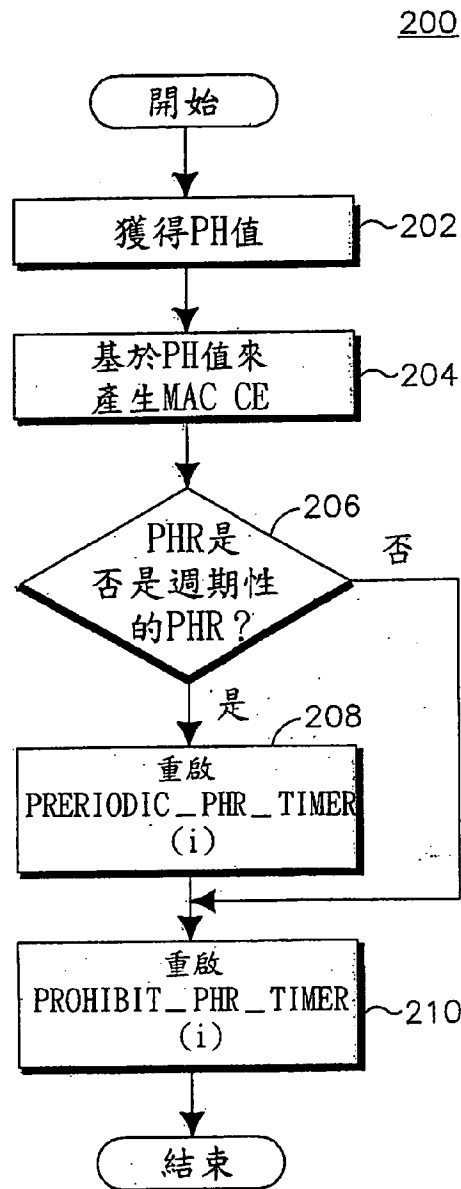 200
開始
獲得PH值
202
基於PH值來
產生MAC CE
204
206
PHR是
否是週期性
的PHR？
否
是
208
重啟
PRERIODIC_PHR_TIMER
(i)
重啟
PROHIBIT_PHR_TIMER
(i)
210
結束